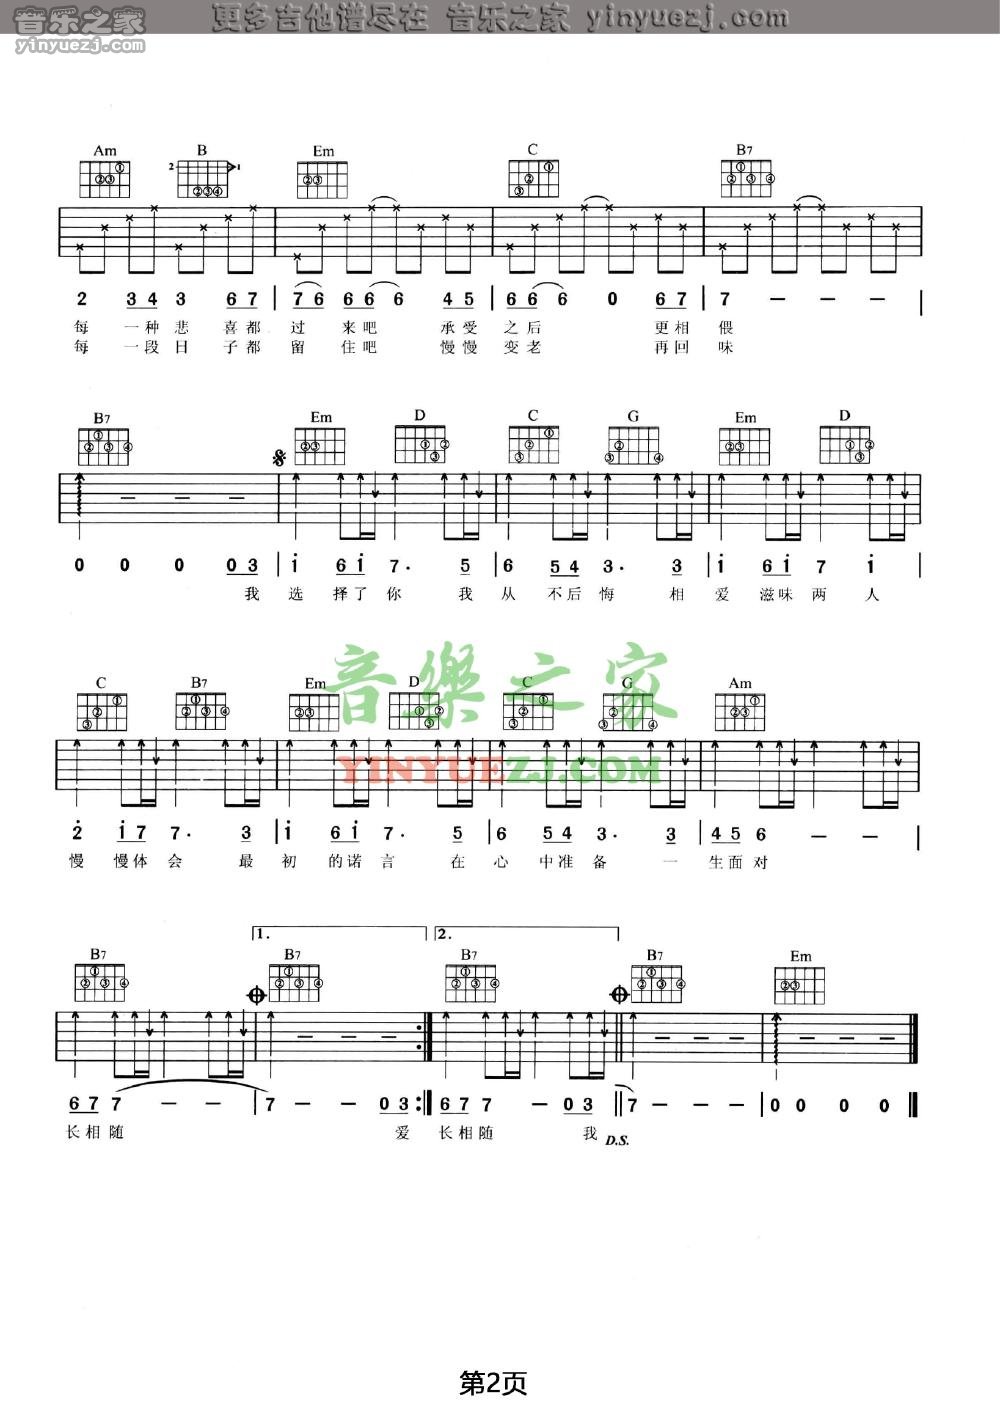 音乐之家
yinyuezj.com
更多吉他谱尽在 音乐之家 yinyuezj.com
Am B Em C B7
2 3 4 3 6 7 | 7 6 6 6 6 4 5 | 6 6 6 0 6 7 | 7 — — — |
每 一种 悲 喜都 过 来吧 承受 之后 更相 偎
每 一段 日 子都 留 住吧 慢慢 变老 再回 味
B7 Em D C G Em D
0 0 0 0 3 | i 6 i 7 . 5 | 6 5 4 3 . 3 | i 6 i 7 i
我 选 择了 你 我 从 不后 悔 相 爱 滋味 两 人
音樂之家
YINYUEZJ.COM
C B7 Em D C G Am
2 i 7 7 . 3 | i 6 i 7 . 5 | 6 5 4 3 . 3 | 4 5 6 — — |
慢 慢体 会 最 初 的诺 言 在 心 中准 备 一 生面 对
1. 2.
B7 B7 B7 B7 Em
6 7 7 — — | 7 — — 0 3 :|| 6 7 7 — 0 3 || 7 — — — | 0 0 0 0 ||
长相 随 爱 长相 随 我 D.S.
第2页